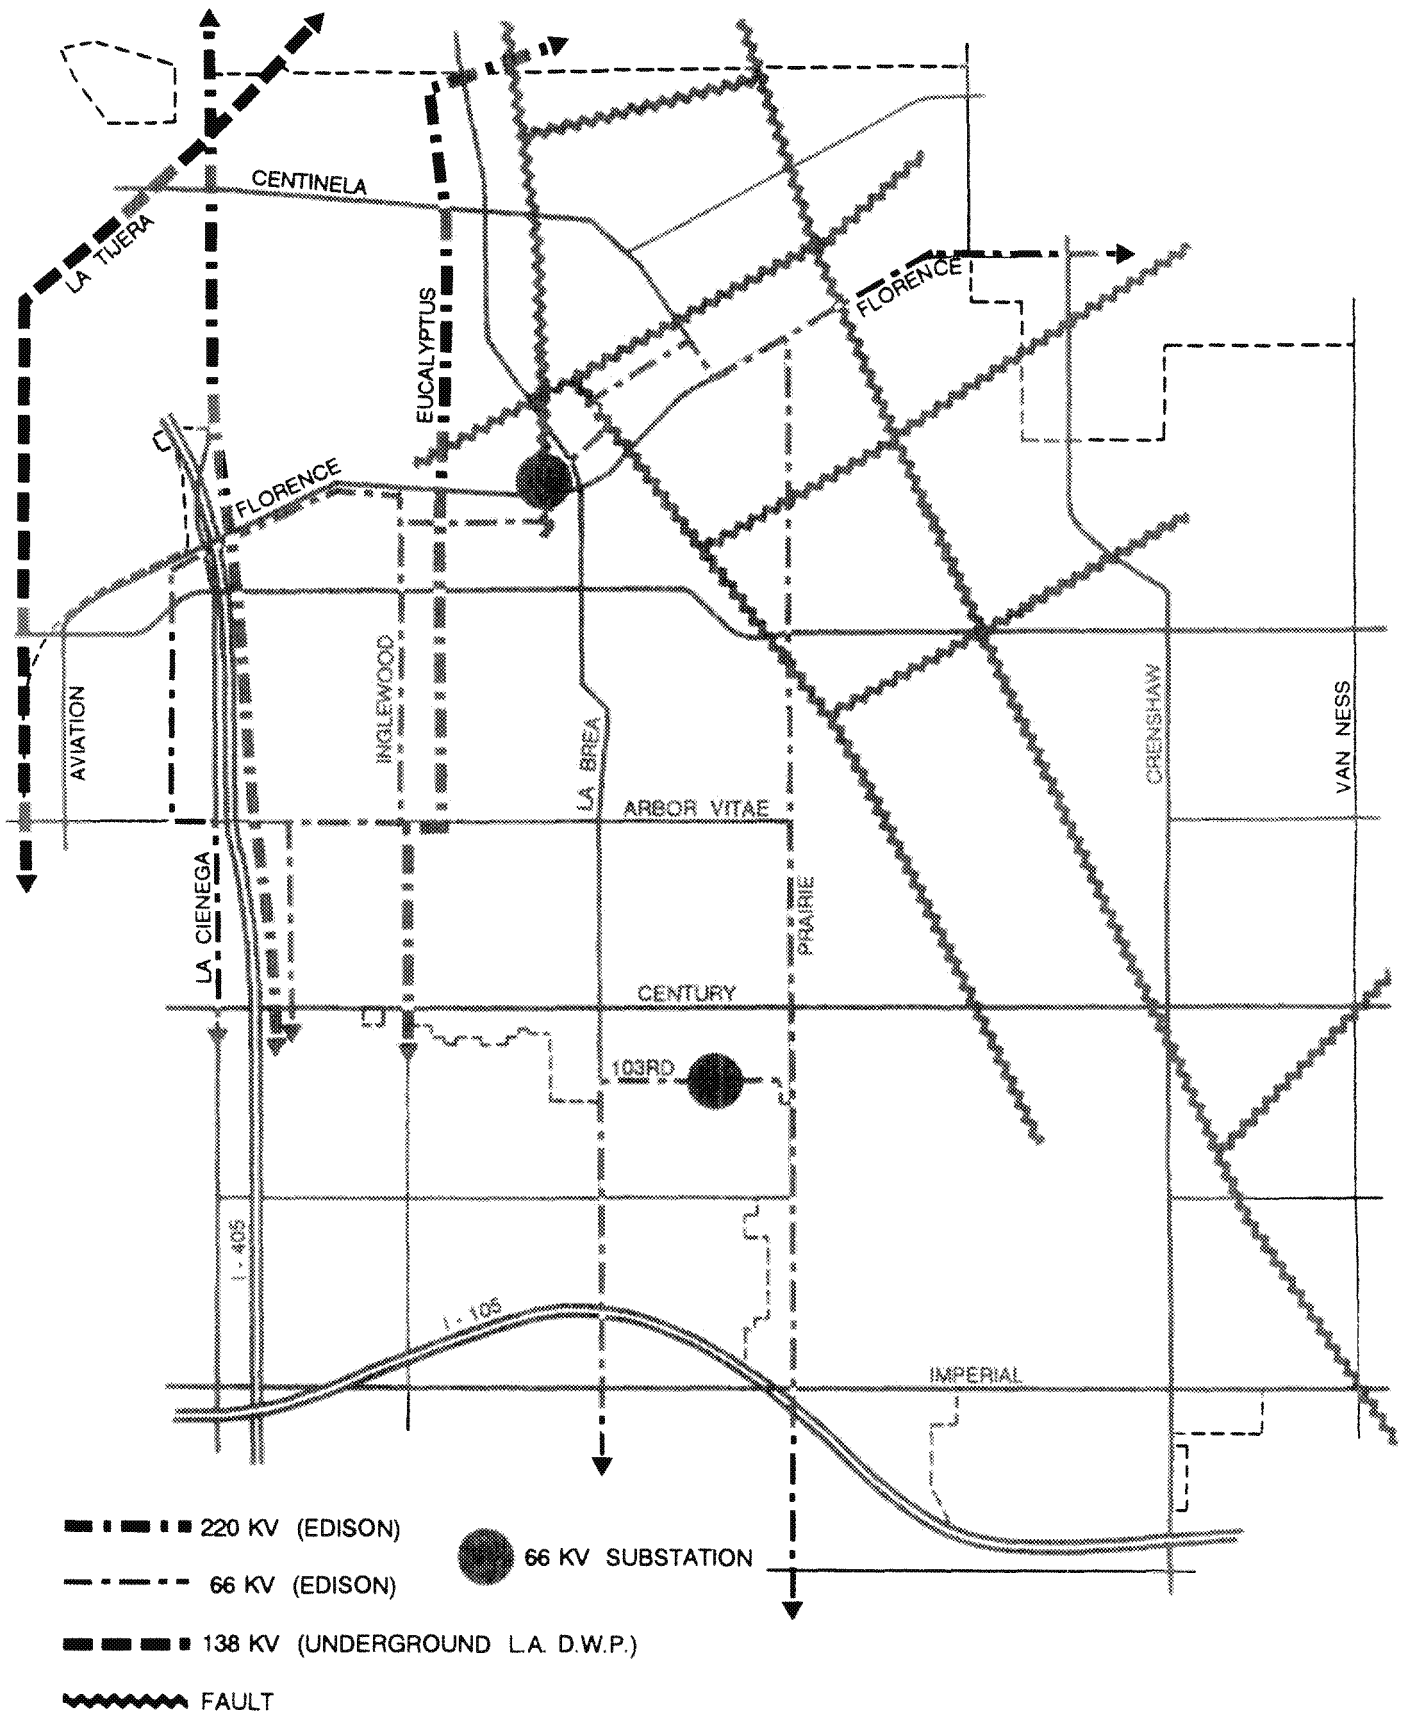 CENTINELA
LA TIJERA
EUCALYPTUS
FLORENCE
FLORENCE
AVIATION
INGLEWOOD
LA BREA
CRENSHAW
VAN NESS
ARBOR VITAE
LA CIENEGA
PRAIRIE
CENTURY
103RD
I - 405
I - 105
IMPERIAL
220 KV (EDISON)
66 KV (EDISON)
138 KV (UNDERGROUND L.A. D.W.P.)
FAULT
66 KV SUBSTATION